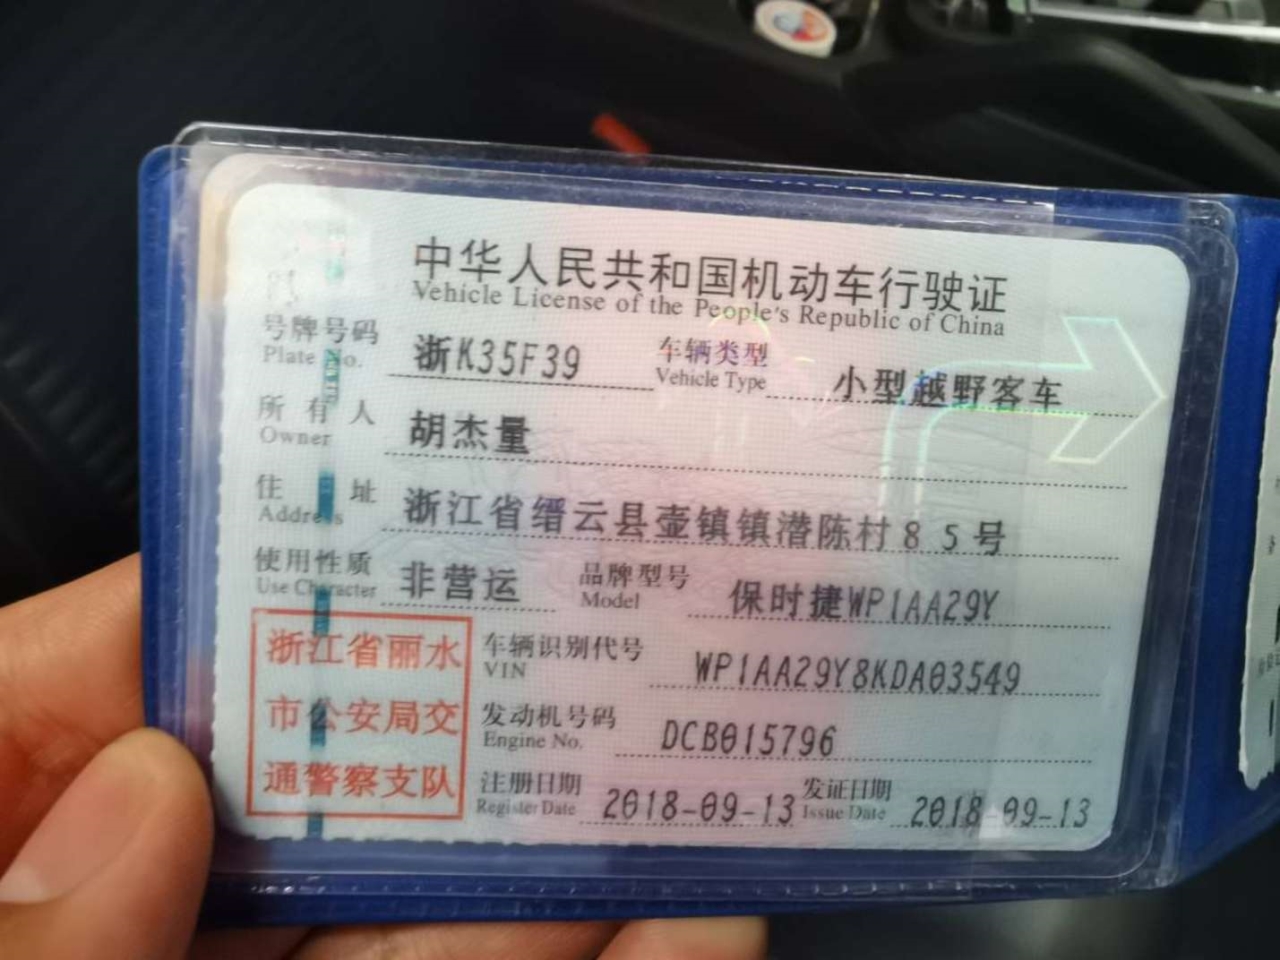 中华人民共和国机动车行驶证
Vehicle License of the People's Republic of China
号牌号码 浙K35F39 车辆类型 小型越野客车
Plate No. Vehicle Type
所有人 胡杰量
Owner
住址 浙江省缙云县壶镇镇潜陈村85号
Address
使用性质 非营运 品牌型号 保时捷WP1AA29Y
Use Character Model
浙江省丽水
市公安局交
通警察支队
车辆识别代号 WP1AA29Y8KDA03549
VIN
发动机号码 DCB015796
Engine No.
注册日期 2018-09-13 发证日期 2018-09-13
Register Date Issue Date